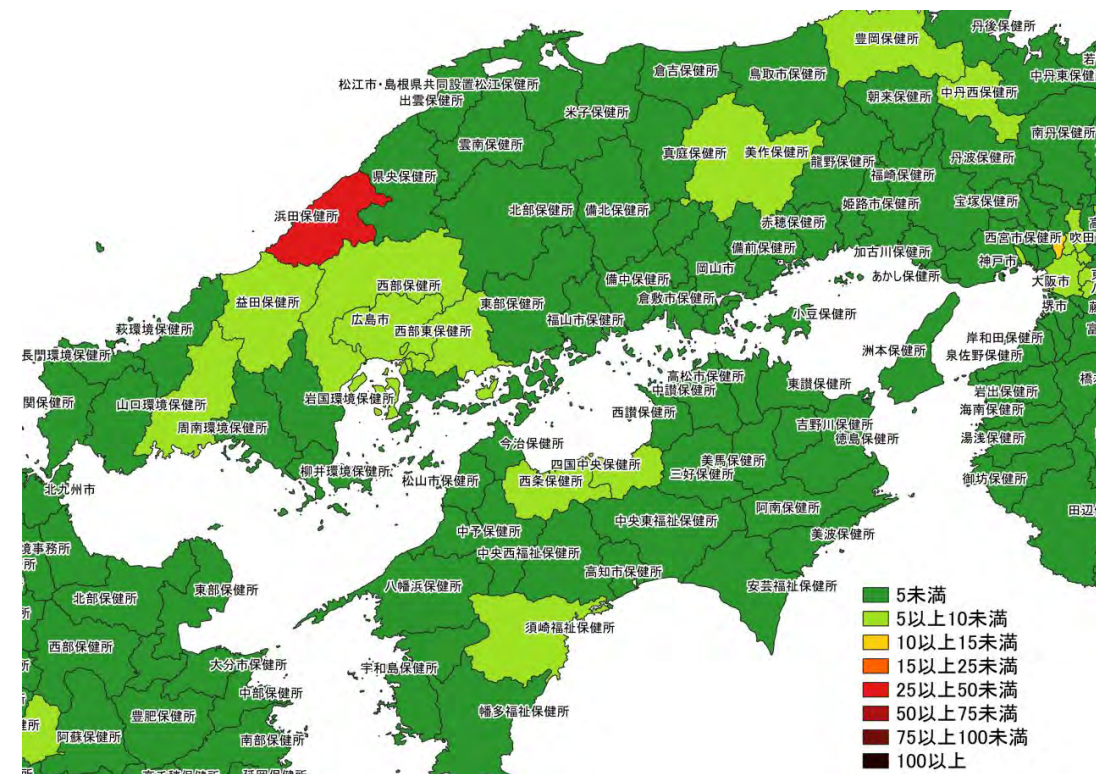 丹後保健所
豊岡保健所
中丹東保健
倉吉保健所
鳥取市保健所
松江市・島根県共同設置松江保健所
中丹西保健所
朝来保健所
出雲保健所
米子保健所
南丹保健所
雲南保健所
真庭保健所
美作保健所
龍野保健所
丹波保健所
福崎保健所
県央保健所
宝塚保健所
姫路市保健所
浜田保健所
北部保健所
備北保健所
赤穂保健所
西宮市保健所
吹田
備前保健所
加古川保健所
神戸市
岡山市
あかし保健所
大阪市
西部保健所
備中保健所
倉敷市保健所
益田保健所
東部保健所
堺市
藤
広島市
福山市保健所
小豆保健所
萩環境保健所
西部東保健所
岸和田保健所
洲本保健所
泉佐野保健所
長門環境保健所
高松市保健所
東讃保健所
中讃保健所
橋本
岩出保健所
岩国環境保健所
関保健所
山口環境保健所
西讃保健所
海南保健所
吉野川保健所
周南環境保健所
徳島保健所
湯浅保健所
今治保健所
四国中央保健所
美馬保健所
柳井環境保健所
三好保健所
松山市保健所
西条保健所
御坊保健所
北九州市
阿南保健所
田辺
中央東福祉保健所
中予保健所
美波保健所
境事務所
中央西福祉保健所
所
高知市保健所
八幡浜保健所
安芸福祉保健所
東部保健所
北部保健所
須崎福祉保健所
西部保健所
大分市保健所
宇和島保健所
中部保健所
幡多福祉保健所
豊肥保健所
健所
阿蘇保健所
南部保健所
5未満
5以上10未満
10以上15未満
15以上25未満
25以上50未満
50以上75未満
75以上100未満
100以上